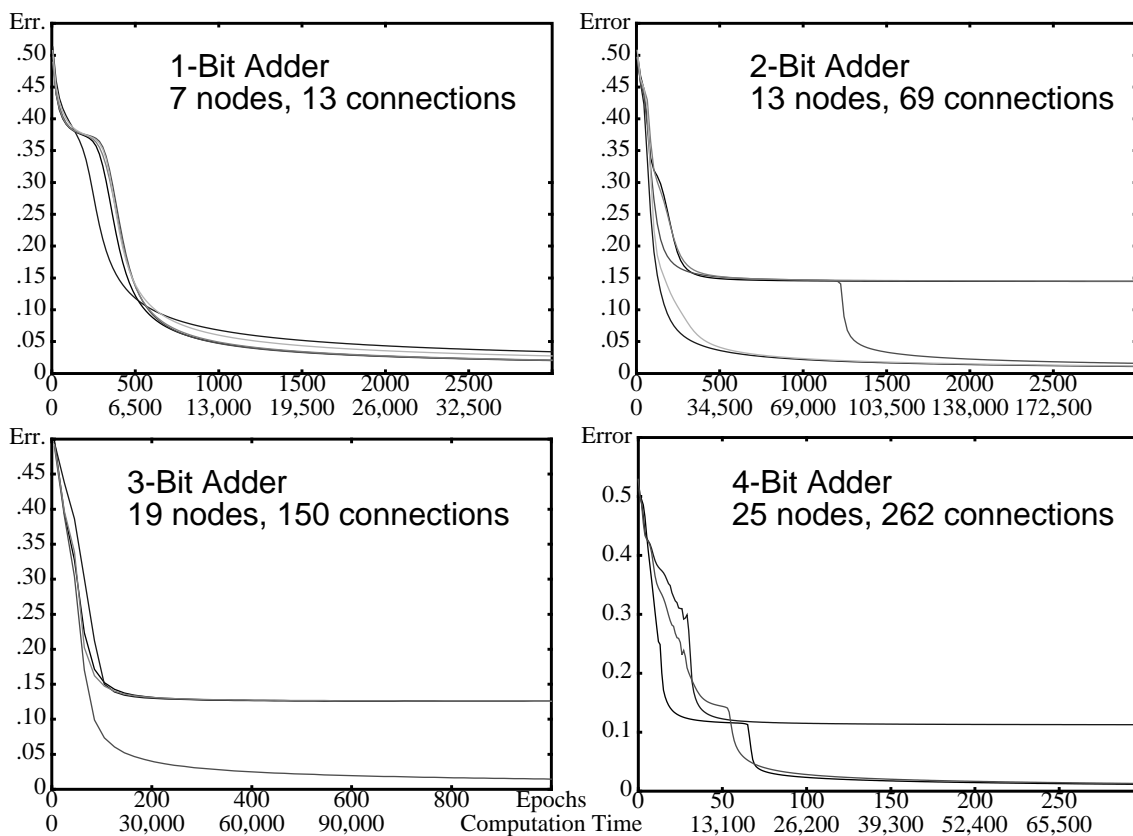 Err.
.50
.45
.40
.35
.30
.25
.20
.15
.10
.05
0
1-Bit Adder
7 nodes, 13 connections
500 1000 1500 2000 2500
0 6,500 13,000 19,500 26,000 32,500
Error
.50
.45
.40
.35
.30
.25
.20
.15
.10
.05
0
2-Bit Adder
13 nodes, 69 connections
0 500 1000 1500 2000 2500
0 34,500 69,000 103,500 138,000 172,500
Err.
.45
.40
.35
.30
.25
.20
.15
.10
.05
0
3-Bit Adder
19 nodes, 150 connections
0 200 400 600 800 Epochs
0 30,000 60,000 90,000 Computation Time
Error
0.5
0.4
0.3
0.2
0.1
0
4-Bit Adder
25 nodes, 262 connections
0 50 100 150 200 250
13,100 26,200 39,300 52,400 65,500